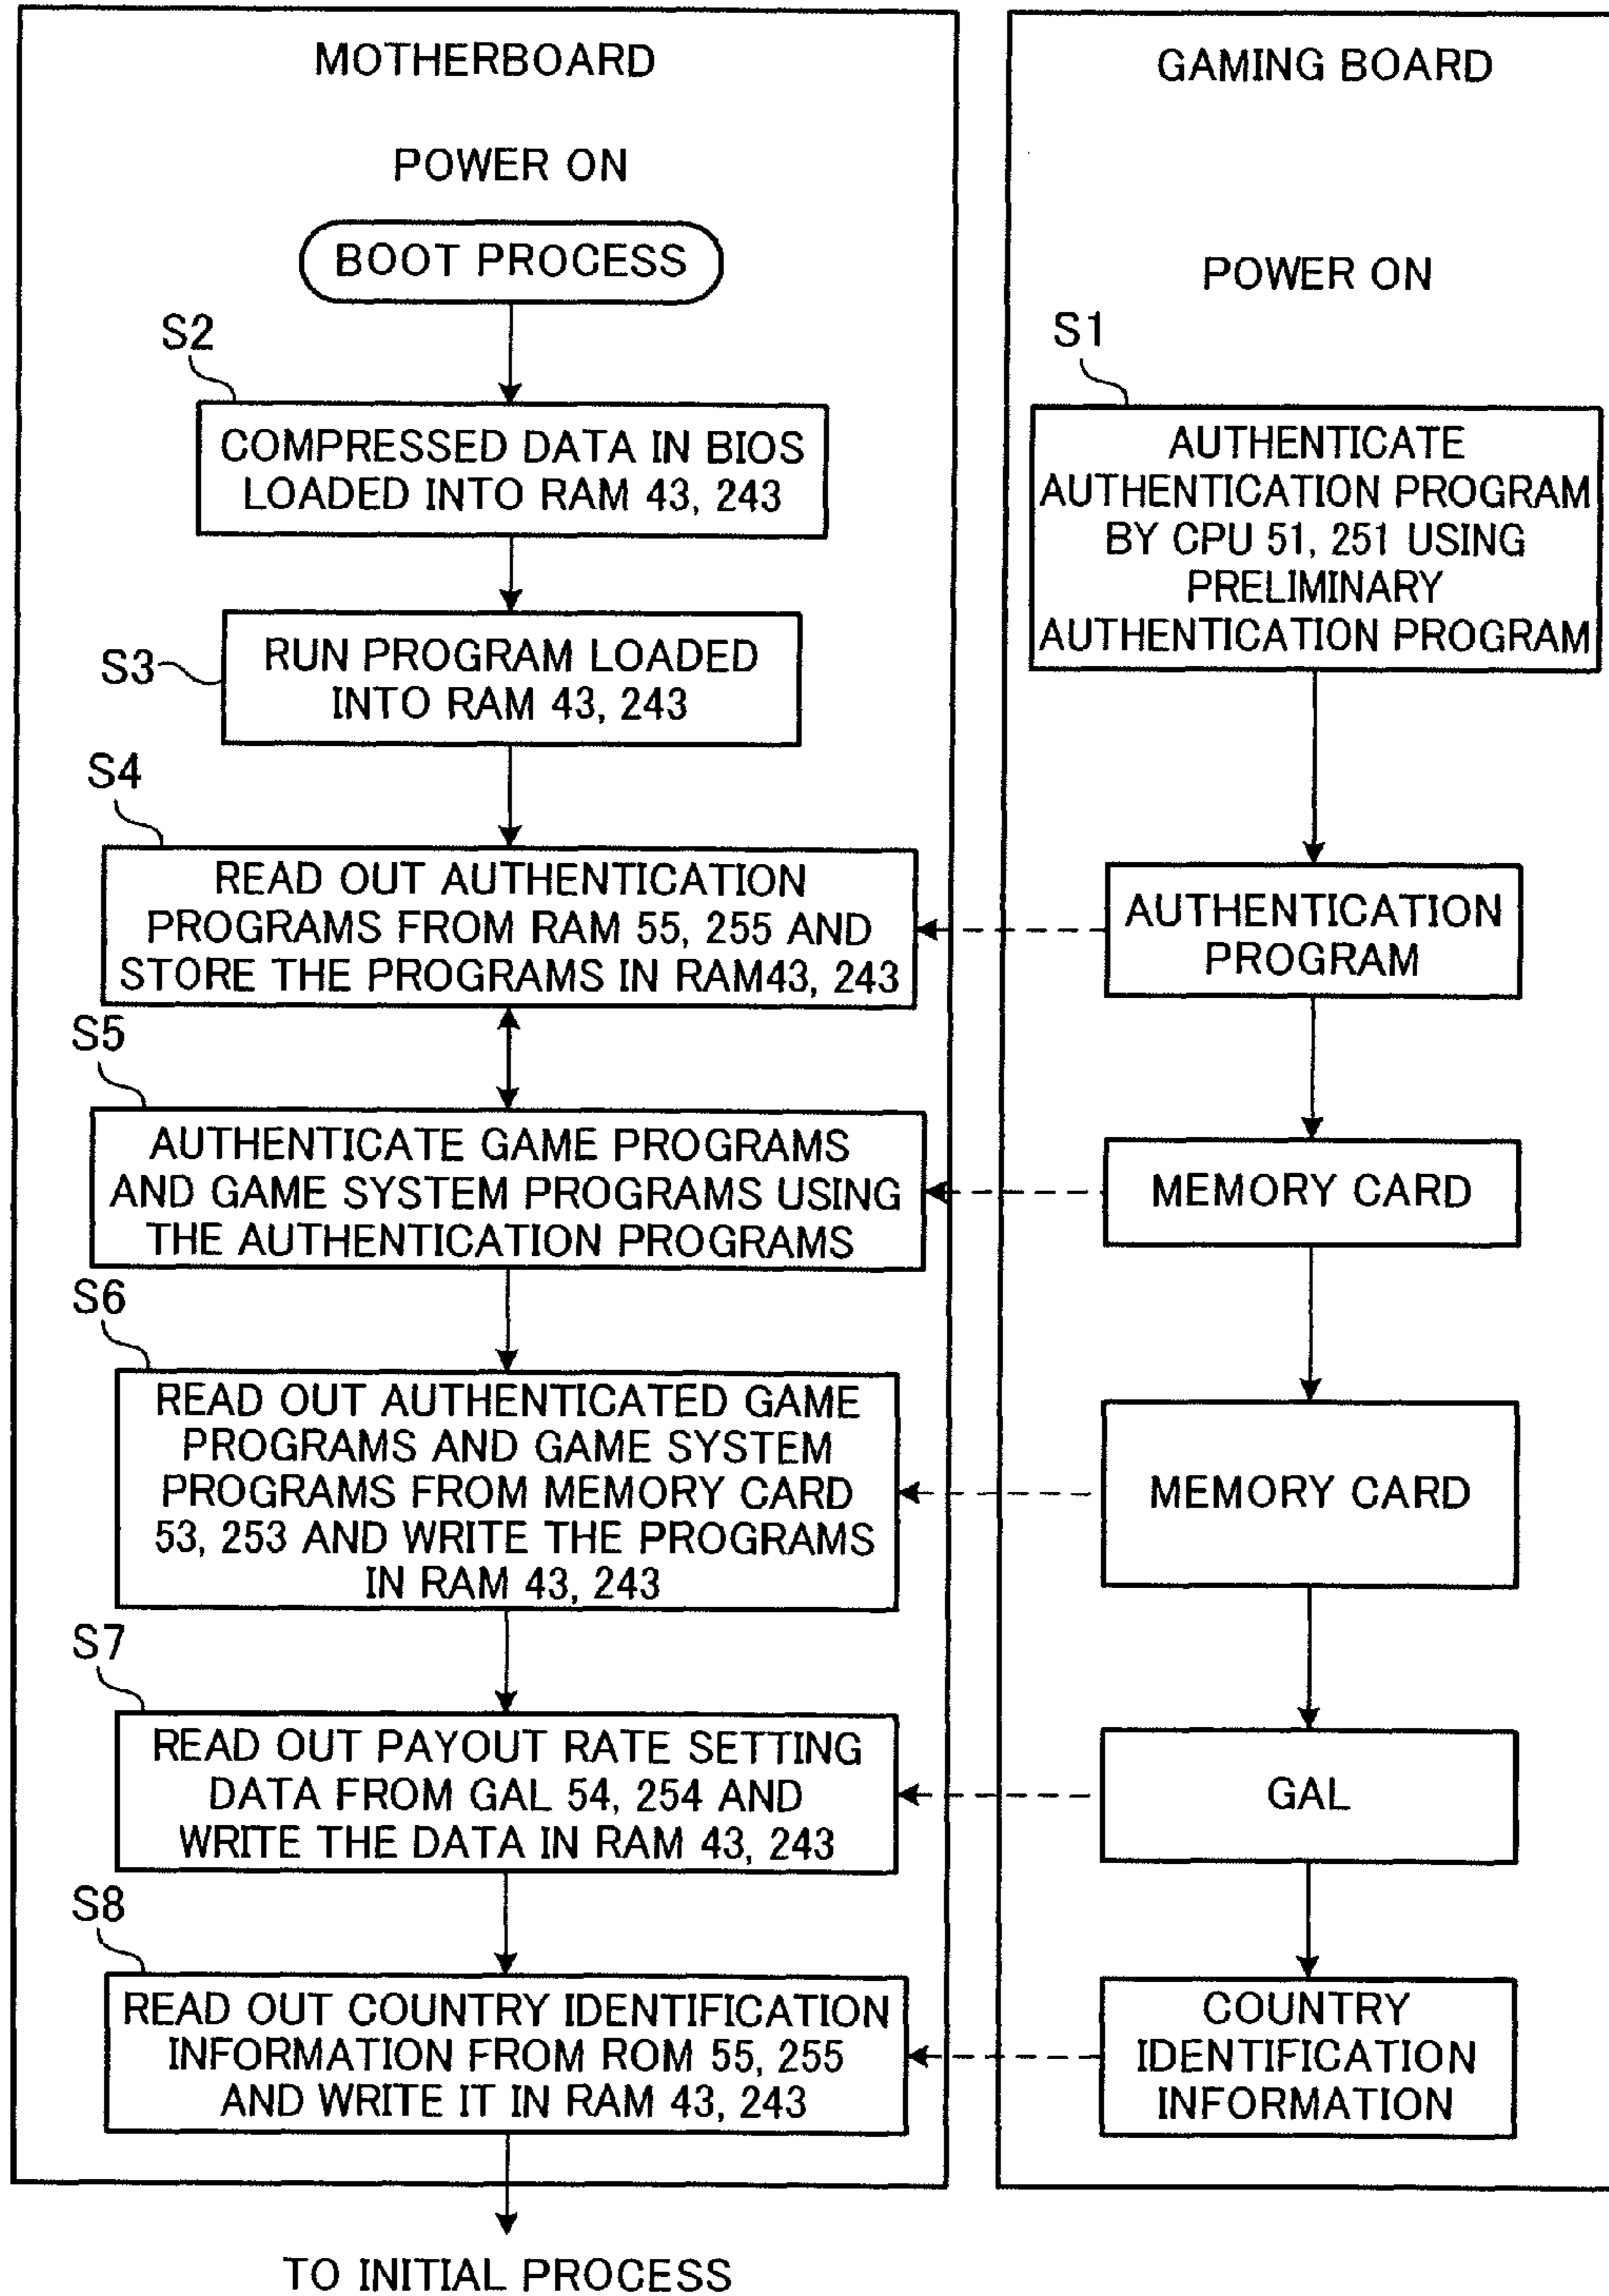 MOTHERBOARD
POWER ON
BOOT PROCESS
S2
COMPRESSED DATA IN BIOS
LOADED INTO RAM 43, 243
S3
RUN PROGRAM LOADED
INTO RAM 43, 243
S4
READ OUT AUTHENTICATION
PROGRAMS FROM RAM 55, 255 AND
STORE THE PROGRAMS IN RAM43, 243
S5
AUTHENTICATE GAME PROGRAMS
AND GAME SYSTEM PROGRAMS USING
THE AUTHENTICATION PROGRAMS
S6
READ OUT AUTHENTICATED GAME
PROGRAMS AND GAME SYSTEM
PROGRAMS FROM MEMORY CARD
53, 253 AND WRITE THE PROGRAMS
IN RAM 43, 243
S7
READ OUT PAYOUT RATE SETTING
DATA FROM GAL 54, 254 AND
WRITE THE DATA IN RAM 43, 243
S8
READ OUT COUNTRY IDENTIFICATION
INFORMATION FROM ROM 55, 255
AND WRITE IT IN RAM 43, 243
TO INITIAL PROCESS
GAMING BOARD
POWER ON
S1
AUTHENTICATE
AUTHENTICATION PROGRAM
BY CPU 51, 251 USING
PRELIMINARY
AUTHENTICATION PROGRAM
AUTHENTICATION
PROGRAM
MEMORY CARD
MEMORY CARD
GAL
COUNTRY
IDENTIFICATION
INFORMATION